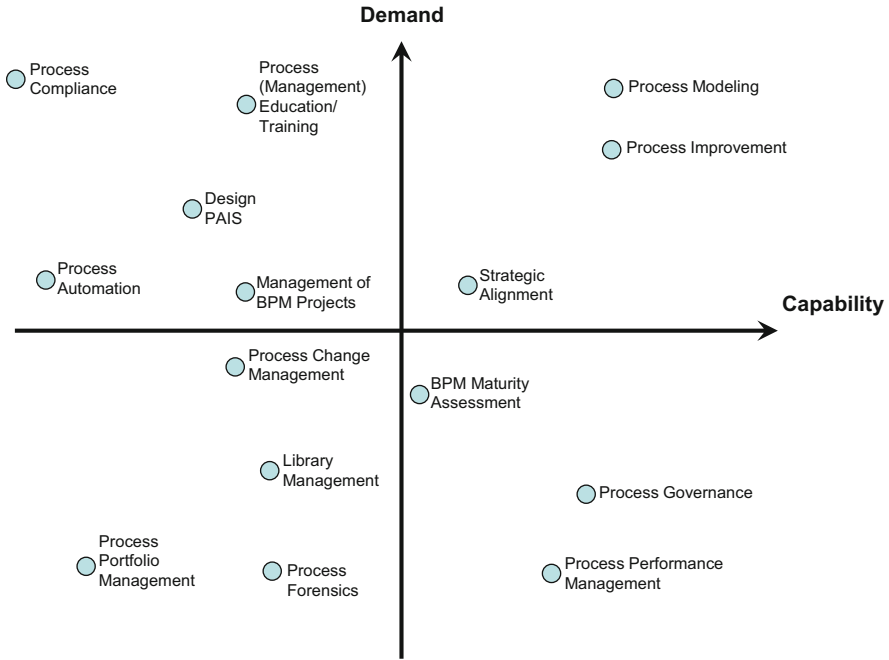 Demand
Process
Compliance
Process
(Management)
Education/
Training
Process Modeling
Process Improvement
Design
PAIS
Process
Automation
Management of
BPM Projects
Strategic
Alignment
Capability
Process Change
Management
BPM Maturity
Assessment
Library
Management
Process Governance
Process
Portfolio
Management
Process
Forensics
Process Performance
Management